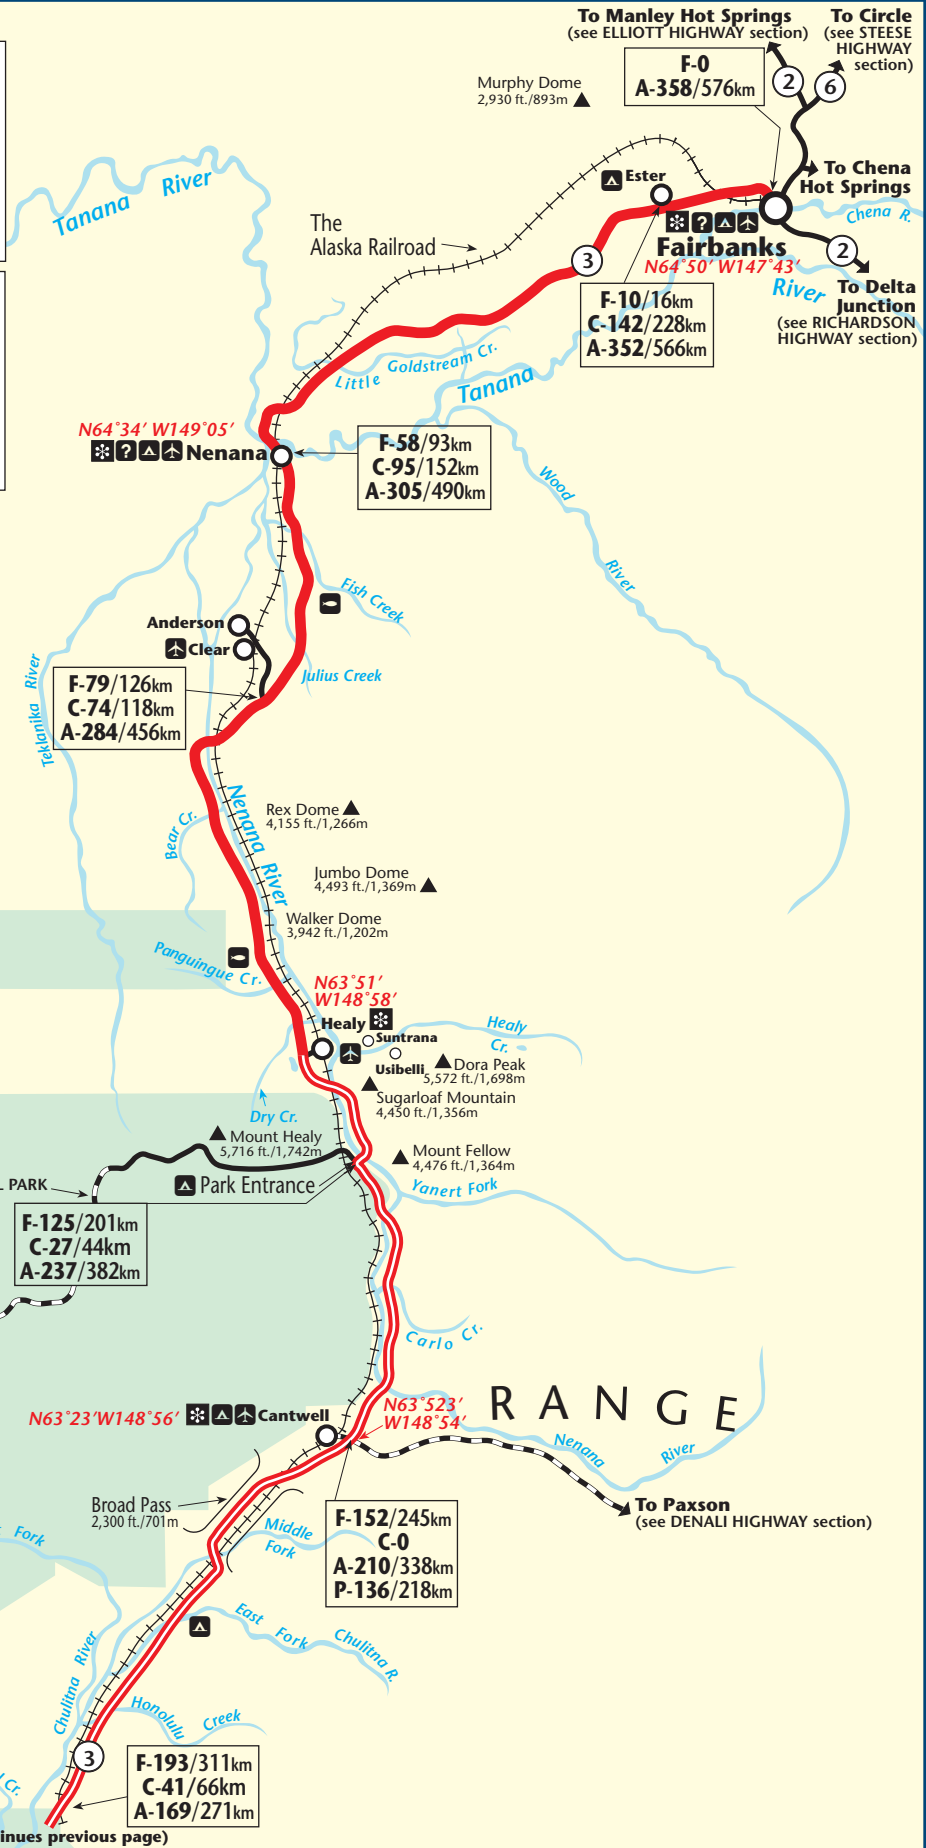 To Manley Hot Springs
(see ELLIOTT HIGHWAY section)
To Circle
(see STEESE
HIGHWAY
section)
F-0
A-358/576km
2
6
Murphy Dome
2,930 ft./893m
To Chena
Hot Springs
Ester
Chena R.
Tanana River
The
Alaska Railroad
3
?
Fairbanks
N64°50' W147°43'
2
To Delta
Junction
(see RICHARDSON
HIGHWAY section)
River
F-10/16km
C-142/228km
A-352/566km
Little Goldstream Cr.
Tanana
N64°34' W149°05'
?
Nenana
F-58/93km
C-95/152km
A-305/490km
Wood
River
Fish Creek
Anderson
Clear
Julius Creek
Teklanika River
F-79/126km
C-74/118km
A-284/456km
Nenana River
Rex Dome
4,155 ft./1,266m
Bear Cr.
Jumbo Dome
4,493 ft./1,369m
Walker Dome
3,942 ft./1,202m
Panguingue Cr.
N63°51'
W148°58'
Healy
Suntrana
Healy
Cr.
Usibelli
Dora Peak
5,572 ft./1,698m
Sugarloaf Mountain
4,450 ft./1,356m
Dry Cr.
Mount Healy
5,716 ft./1,742m
Mount Fellow
4,476 ft./1,364m
Park Entrance
Yanert Fork
PARK
F-125/201km
C-27/44km
A-237/382km
Carlo Cr.
RANGE
N63°23'W148°56'
Cantwell
N63°523'
W148°54'
Nenana
River
Broad Pass
2,300 ft./701m
To Paxson
(see DENALI HIGHWAY section)
F-152/245km
C-0
A-210/338km
P-136/218km
Fork
Middle
Fork
East
Fork
Chulitna R.
Chulitna River
Honolulu
Creek
3
F-193/311km
C-41/66km
A-169/271km
Cr.
inues previous page)